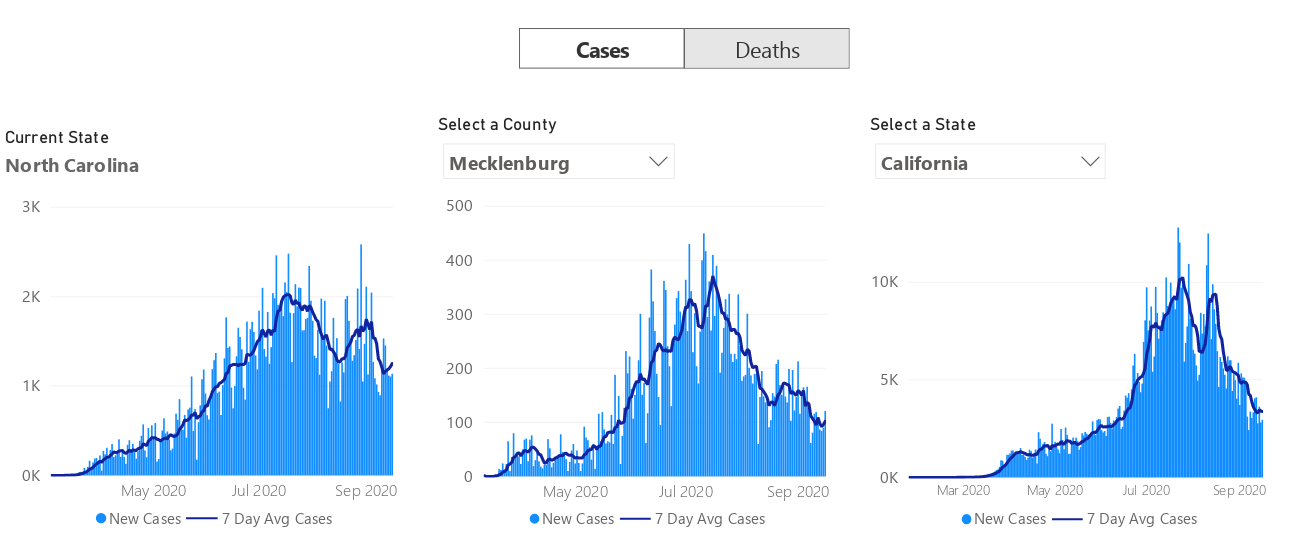 Cases Deaths
Current State
North Carolina
3K
2K
1K
0K
May 2020 Jul 2020 Sep 2020
New Cases 7 Day Avg Cases
Select a County
Mecklenburg
500
400
300
200
100
0
May 2020 Jul 2020 Sep 2020
New Cases 7 Day Avg Cases
Select a State
California
10K
5K
0K
Mar 2020 May 2020 Jul 2020 Sep 2020
New Cases 7 Day Avg Cases